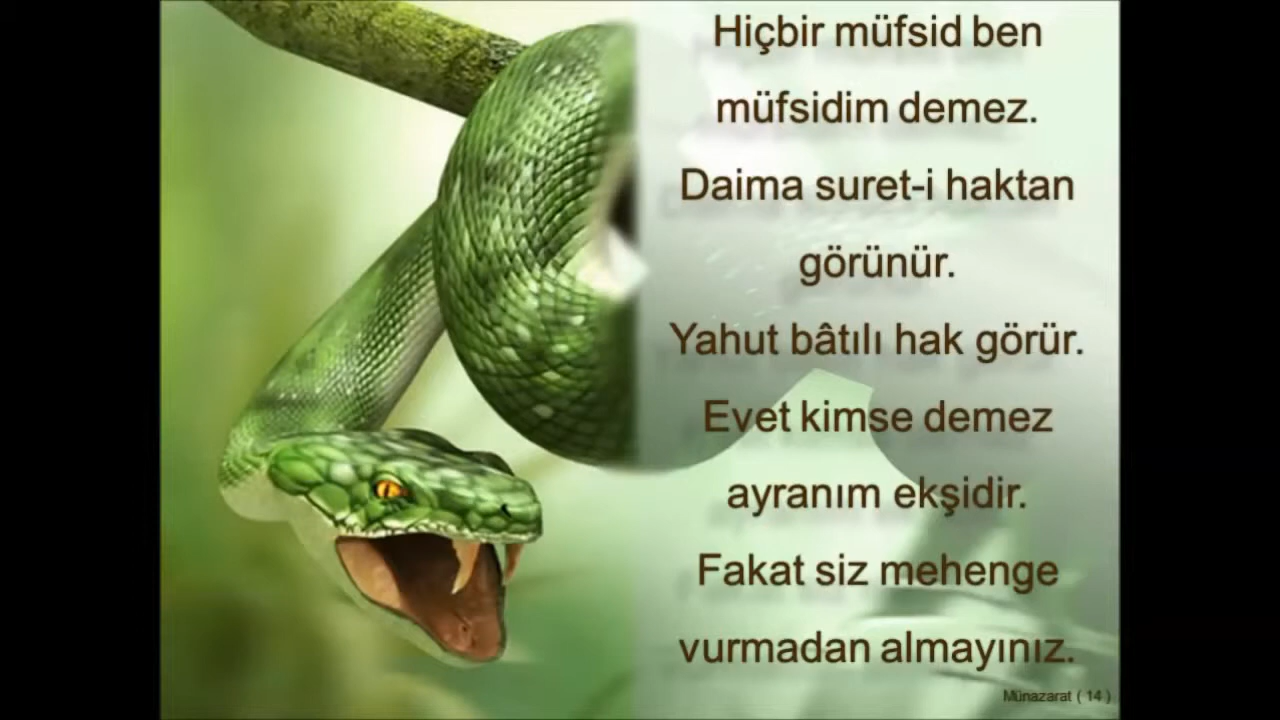 Hiçbir müfsid ben
müfsidim demez.
Daima suret-i haktan
görünür.
Yahut bâtılı hak görür.
Evet kimse demez
ayranım ekşidir.
Fakat siz mehenge
vurmadan almayınız.
Münazarat ( 14 )